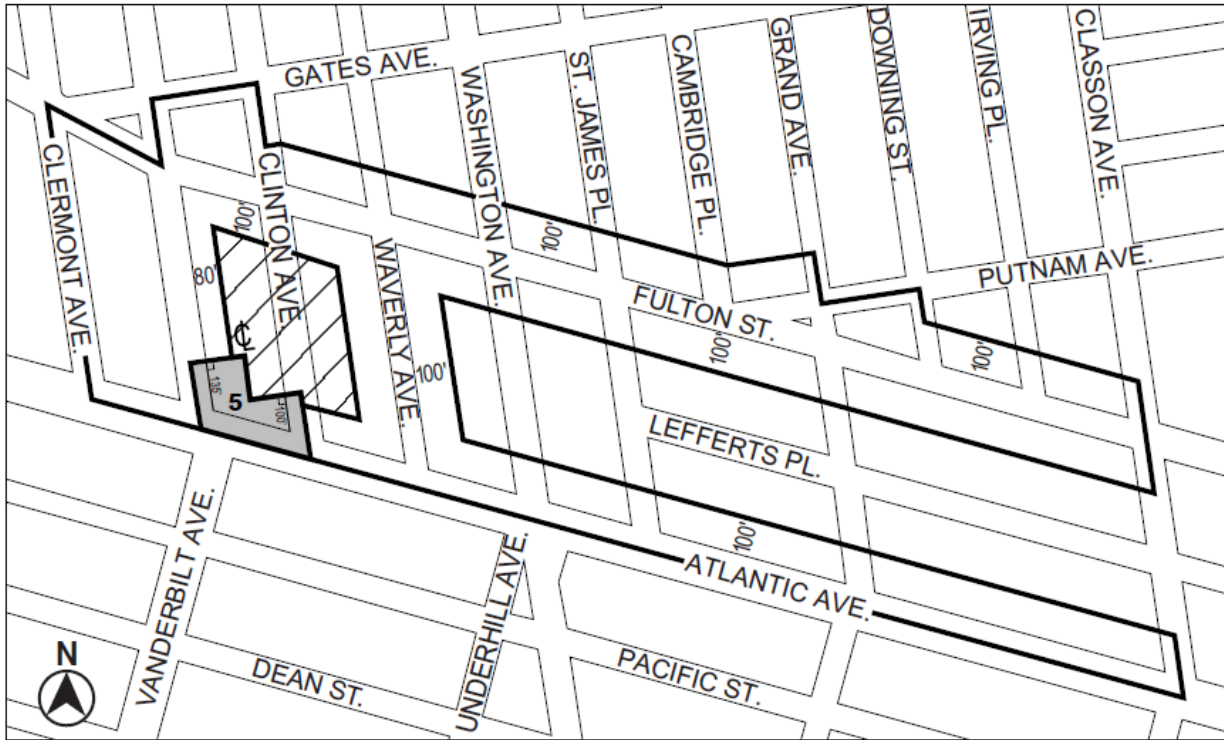 GATES AVE.
CLERMONT AVE.
CLINTON AVE.
WAVERLY AVE.
WASHINGTON AVE.
ST. JAMES PL.
CAMBRIDGE PL.
GRAND AVE.
DOWNING ST.
IRVING PL.
CLASSON AVE.
PUTNAM AVE.
100'
80'
100'
100'
FULTON ST.
100'
100'
℄
135'
5
100'
LEFFERTS PL.
100'
ATLANTIC AVE.
VANDERBILT AVE.
UNDERHILL AVE.
PACIFIC ST.
DEAN ST.
N